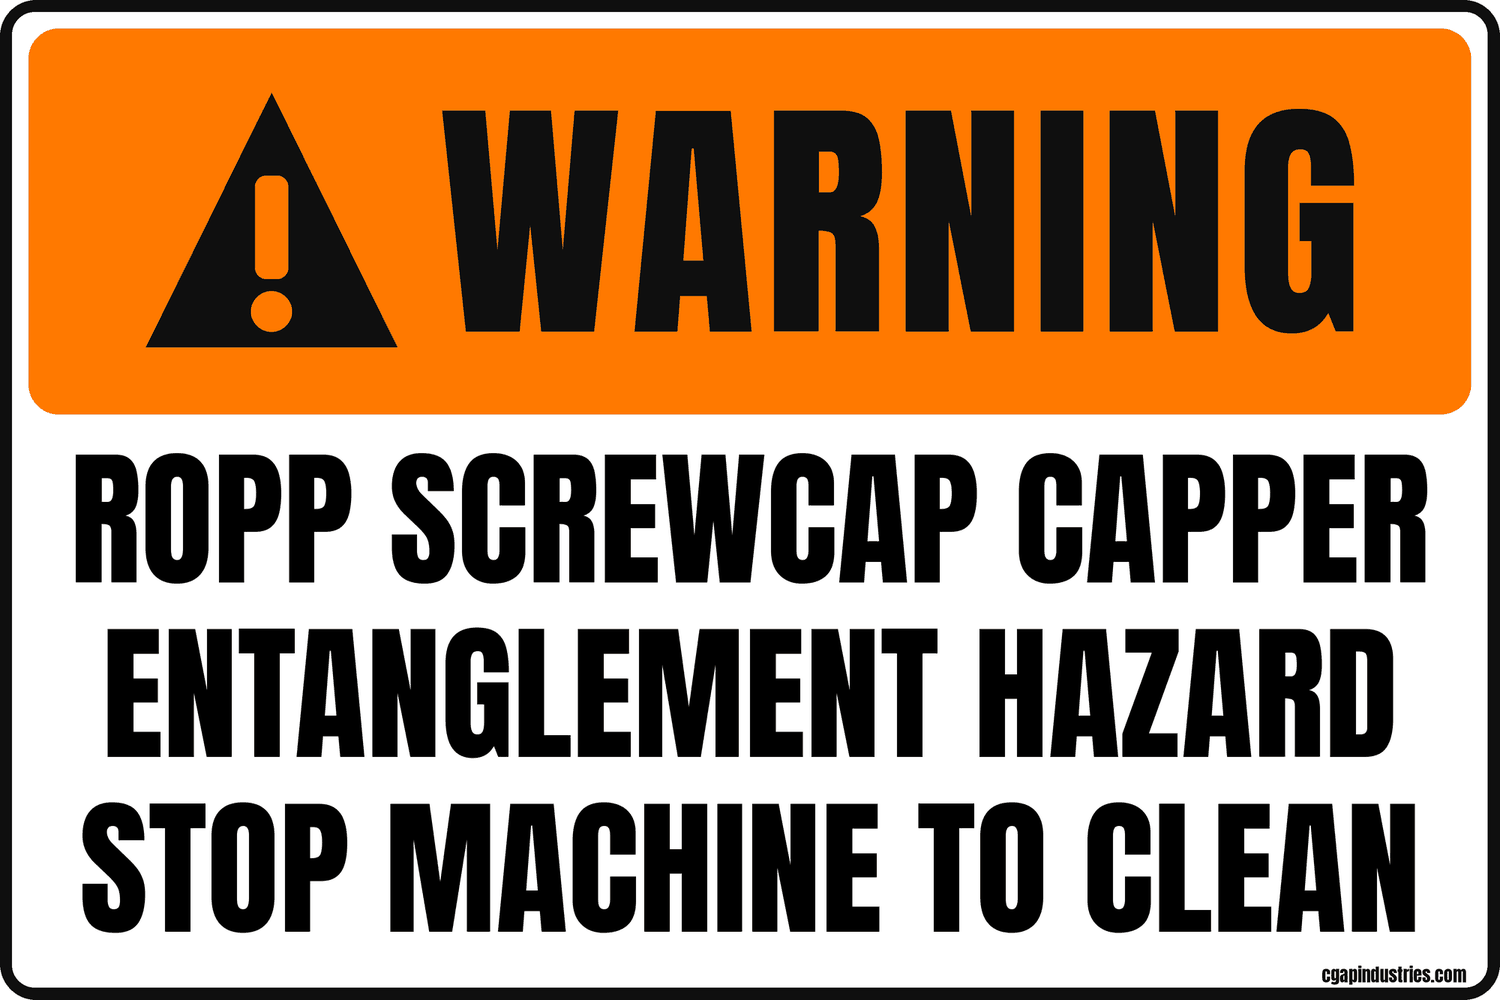 WARNING
ROPP SCREWCAP CAPPER
ENTANGLEMENT HAZARD
STOP MACHINE TO CLEAN
cgapindustries.com